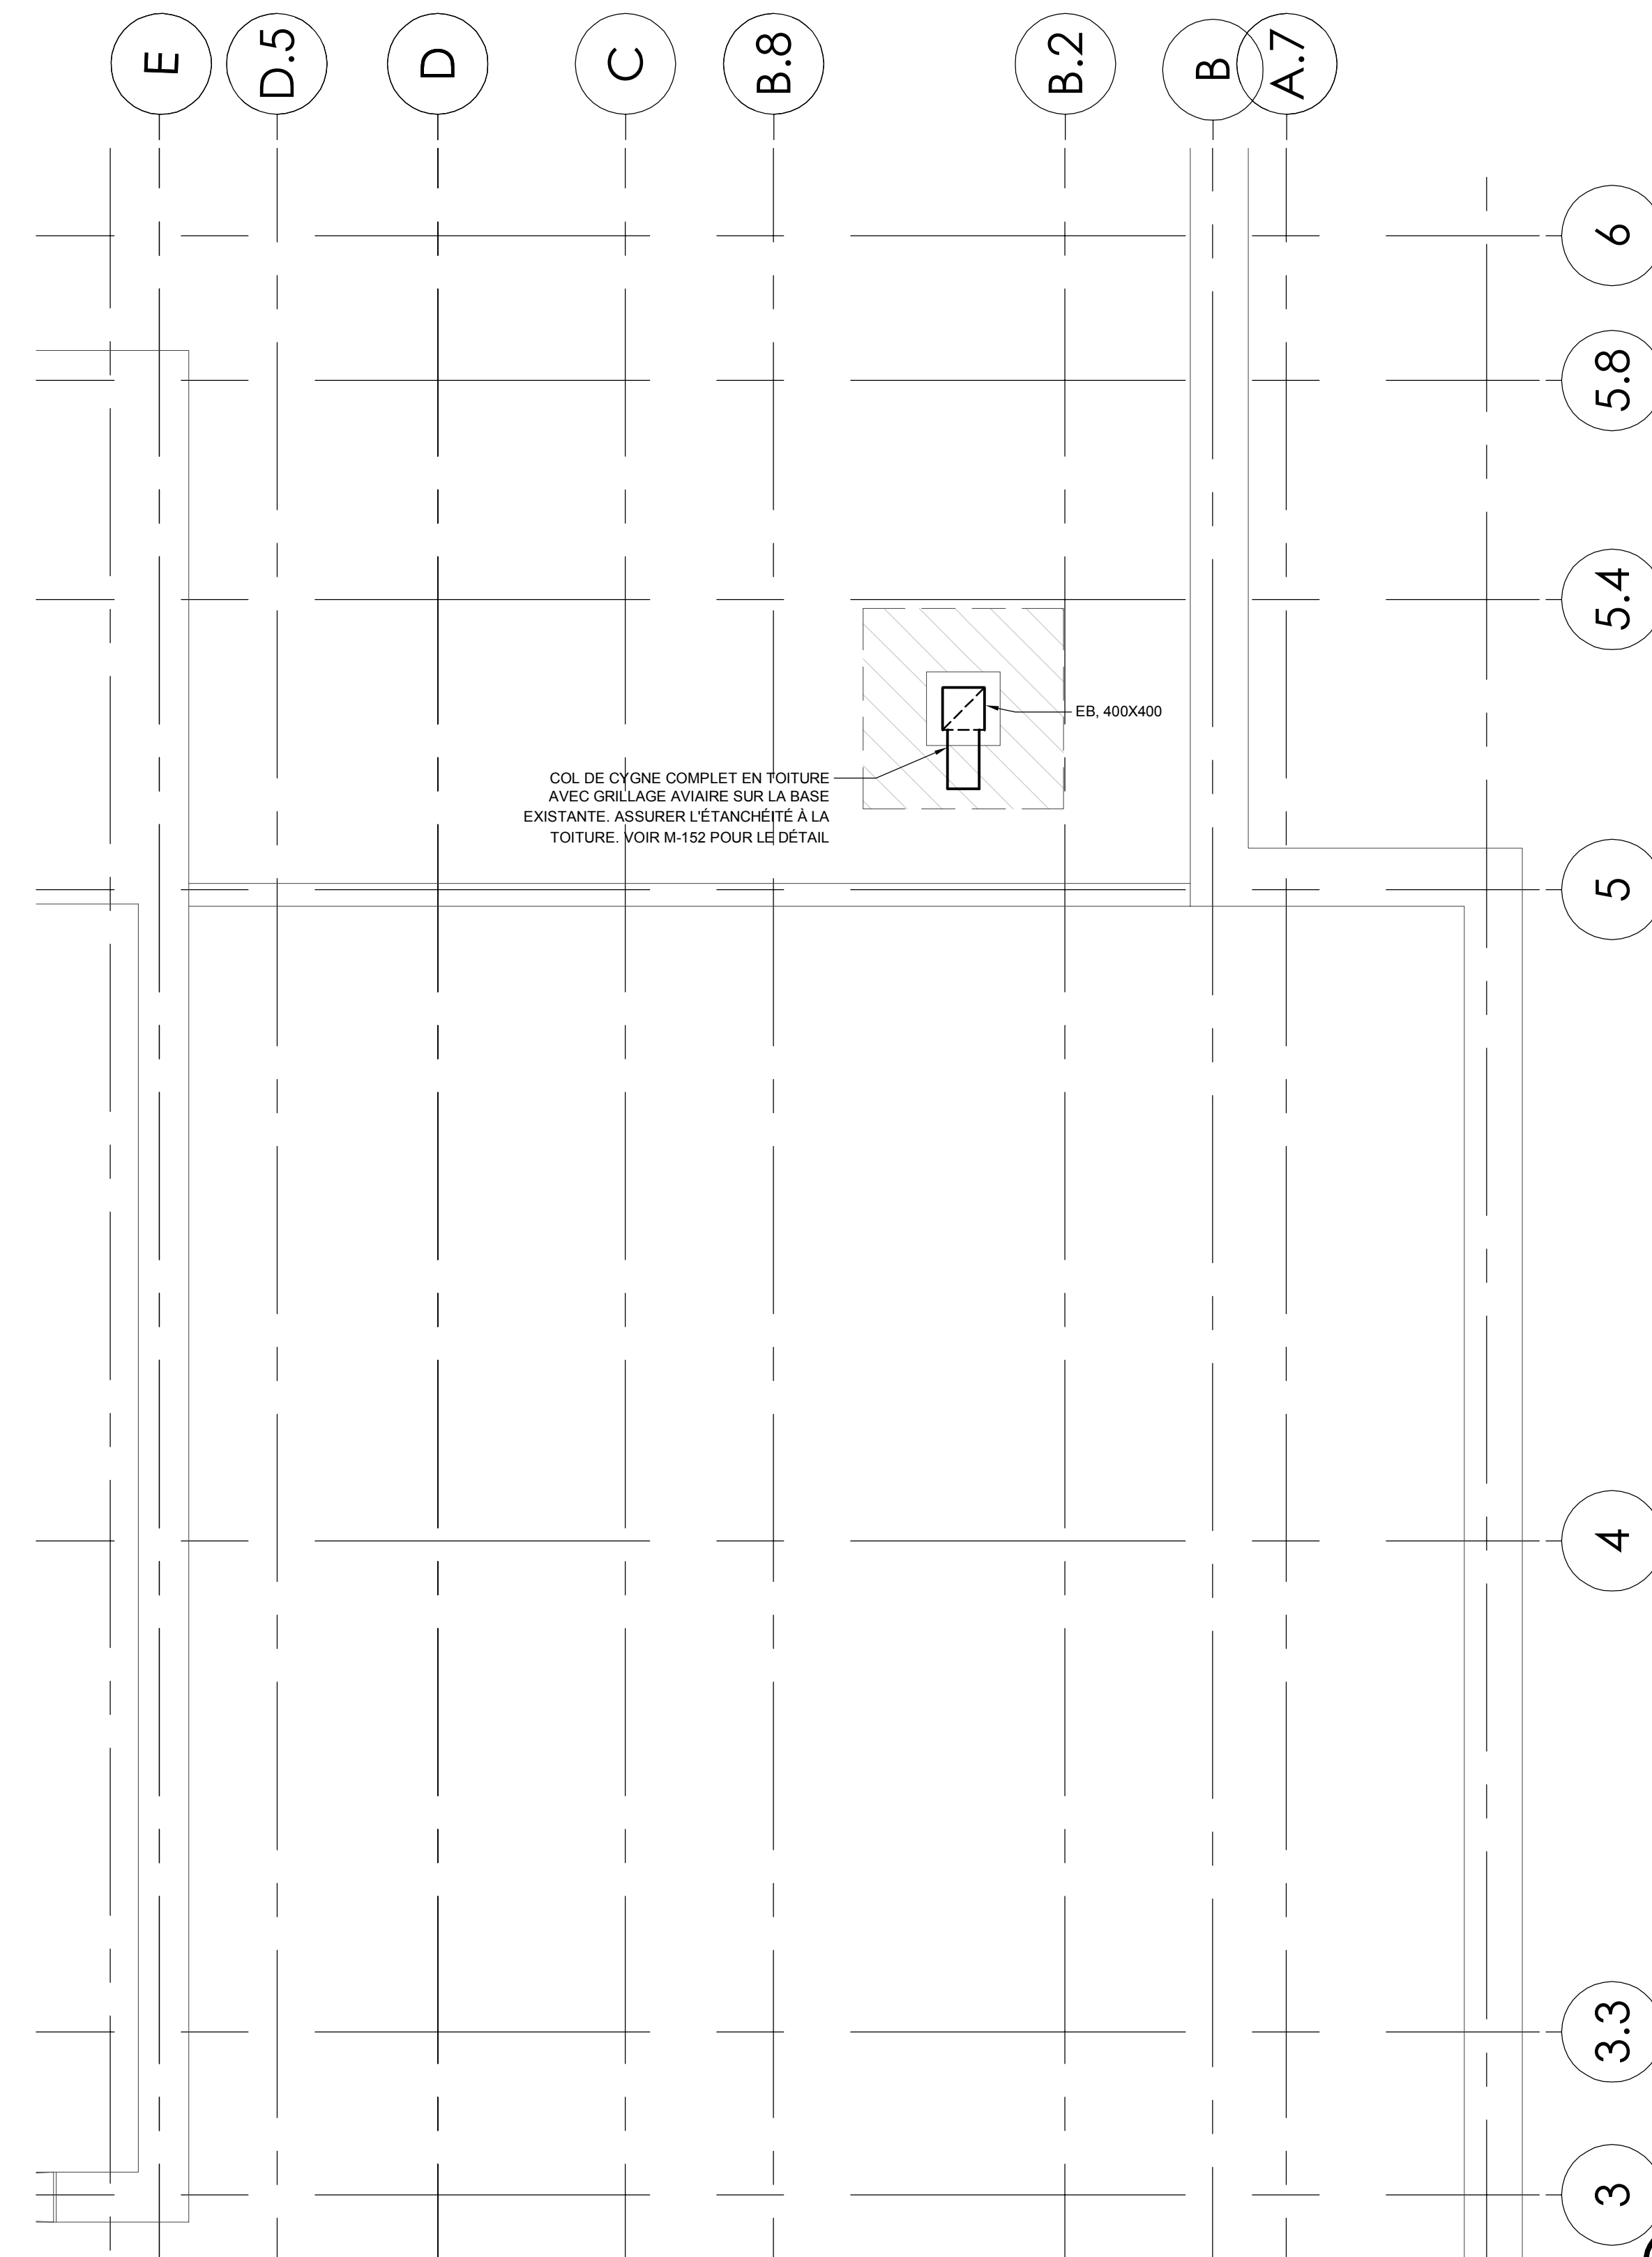 E
D.5
D
C
B.8
B.2
B
A.7
6
5.8
5.4
EB, 400X400
COL DE CYGNE COMPLET EN TOITURE
AVEC GRILLAGE AVIAIRE SUR LA BASE
EXISTANTE. ASSURER L'ÉTANCHÉITÉ À LA
TOITURE. VOIR M-152 POUR LE DÉTAIL
5
4
3.3
3